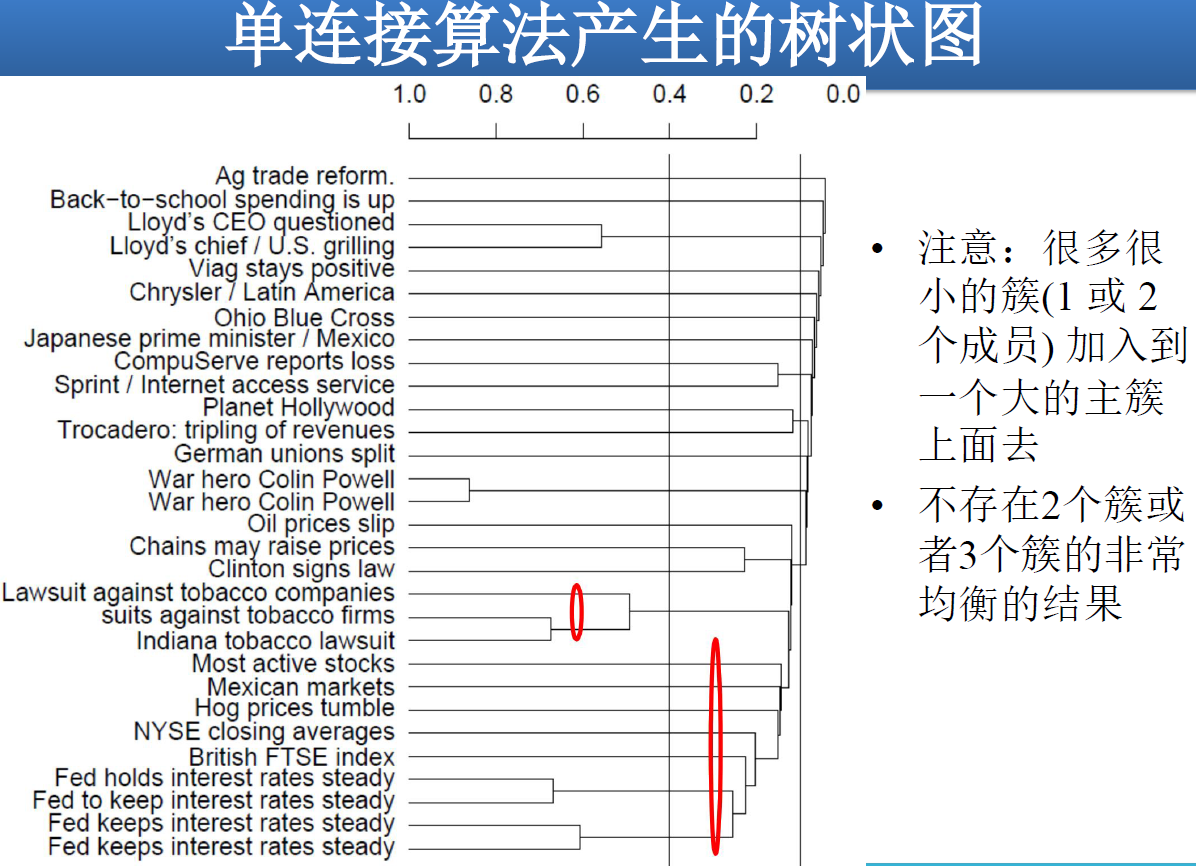 单连接算法产生的树状图
1.0 0.8 0.6 0.4 0.2 0.0
Ag trade reform.
Back−to−school spending is up
Lloyd's CEO questioned
Lloyd's chief / U.S. grilling
Viag stays positive
Chrysler / Latin America
Ohio Blue Cross
Japanese prime minister / Mexico
CompuServe reports loss
Sprint / Internet access service
Planet Hollywood
Trocadero: tripling of revenues
German unions split
War hero Colin Powell
War hero Colin Powell
Oil prices slip
Chains may raise prices
Clinton signs law
Lawsuit against tobacco companies
suits against tobacco firms
Indiana tobacco lawsuit
Most active stocks
Mexican markets
Hog prices tumble
NYSE closing averages
British FTSE index
Fed holds interest rates steady
Fed to keep interest rates steady
Fed keeps interest rates steady
Fed keeps interest rates steady
• 注意：很多很
小的簇(1 或 2
个成员) 加入到
一个大的主簇
上面去
• 不存在2个簇或
者3个簇的非常
均衡的结果